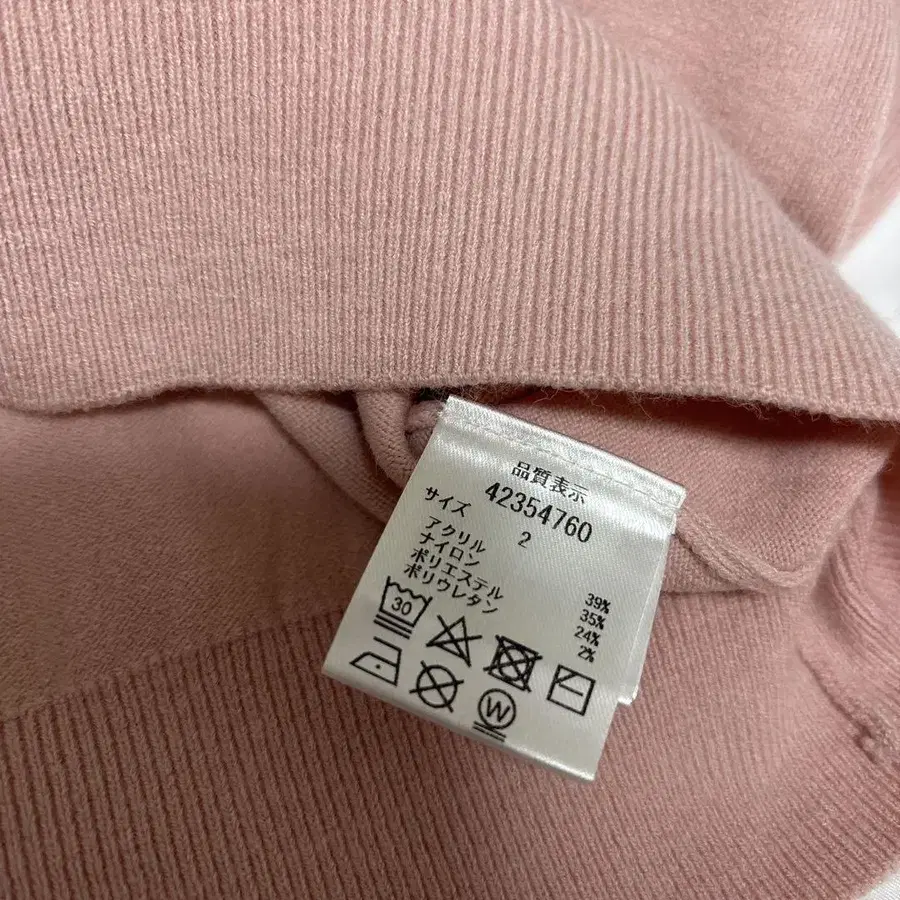 品質表示
42354760
サイズ 2
アクリル 39%
ナイロン 35%
ポリエステル 24%
ポリウレタン 2%
30
W